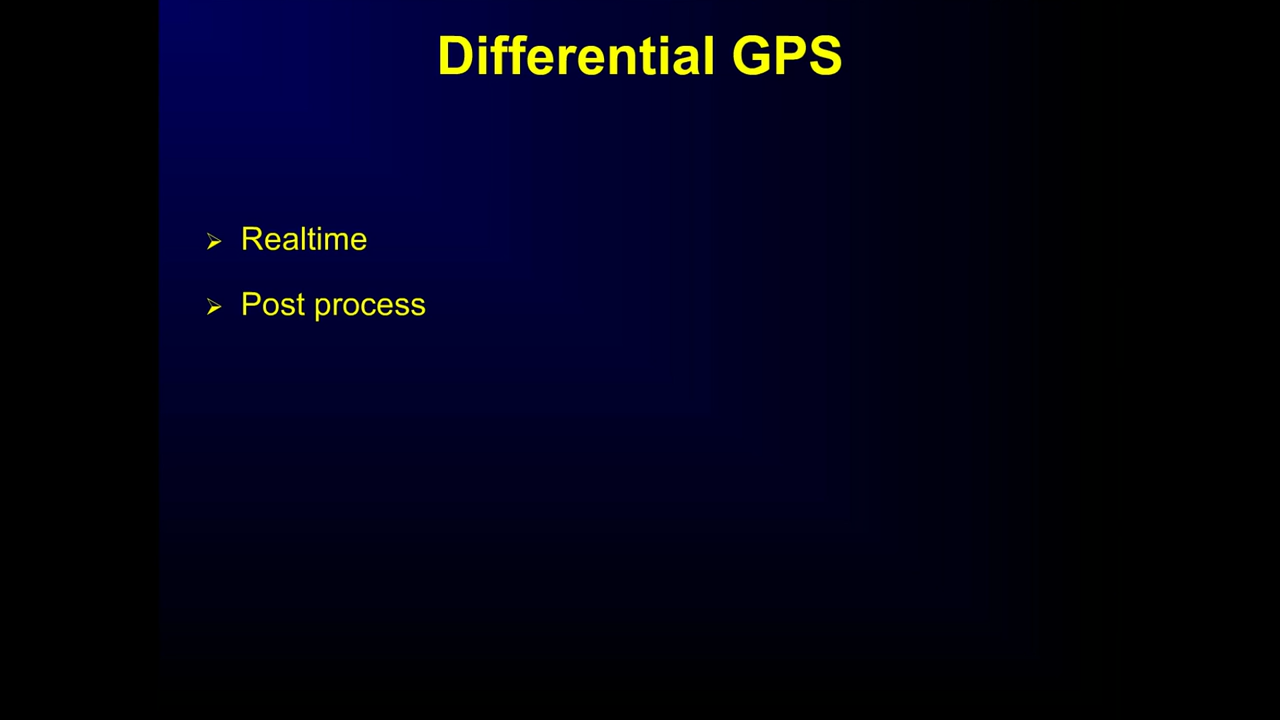 Differential GPS
➢ Realtime
➢ Post process